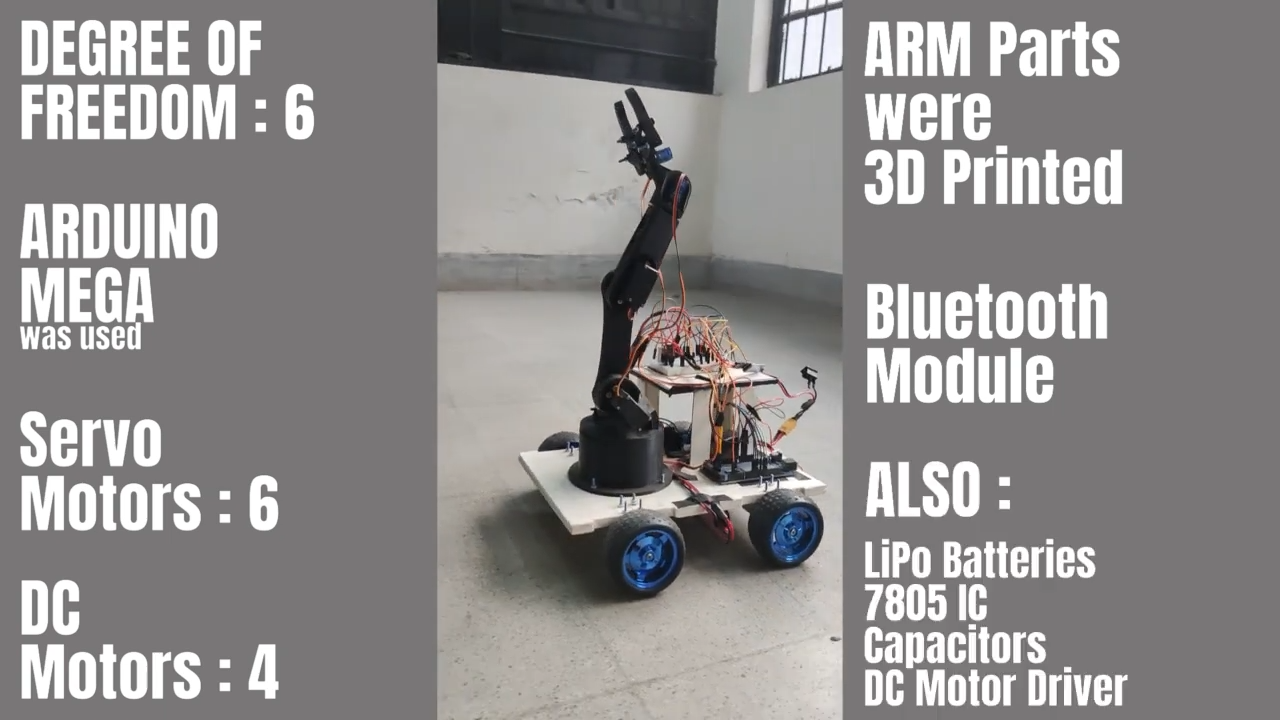 DEGREE OF
FREEDOM : 6
ARDUINO
MEGA
was used
Servo
Motors : 6
DC
Motors : 4
ARM Parts
were
3D Printed
Bluetooth
Module
ALSO :
LiPo Batteries
7805 IC
Capacitors
DC Motor Driver